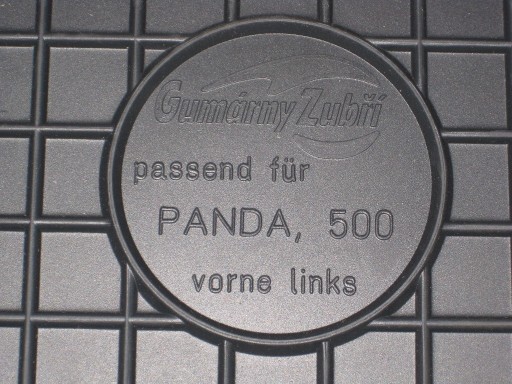 Gumárny Zubří
passend für
PANDA, 500
vorne links